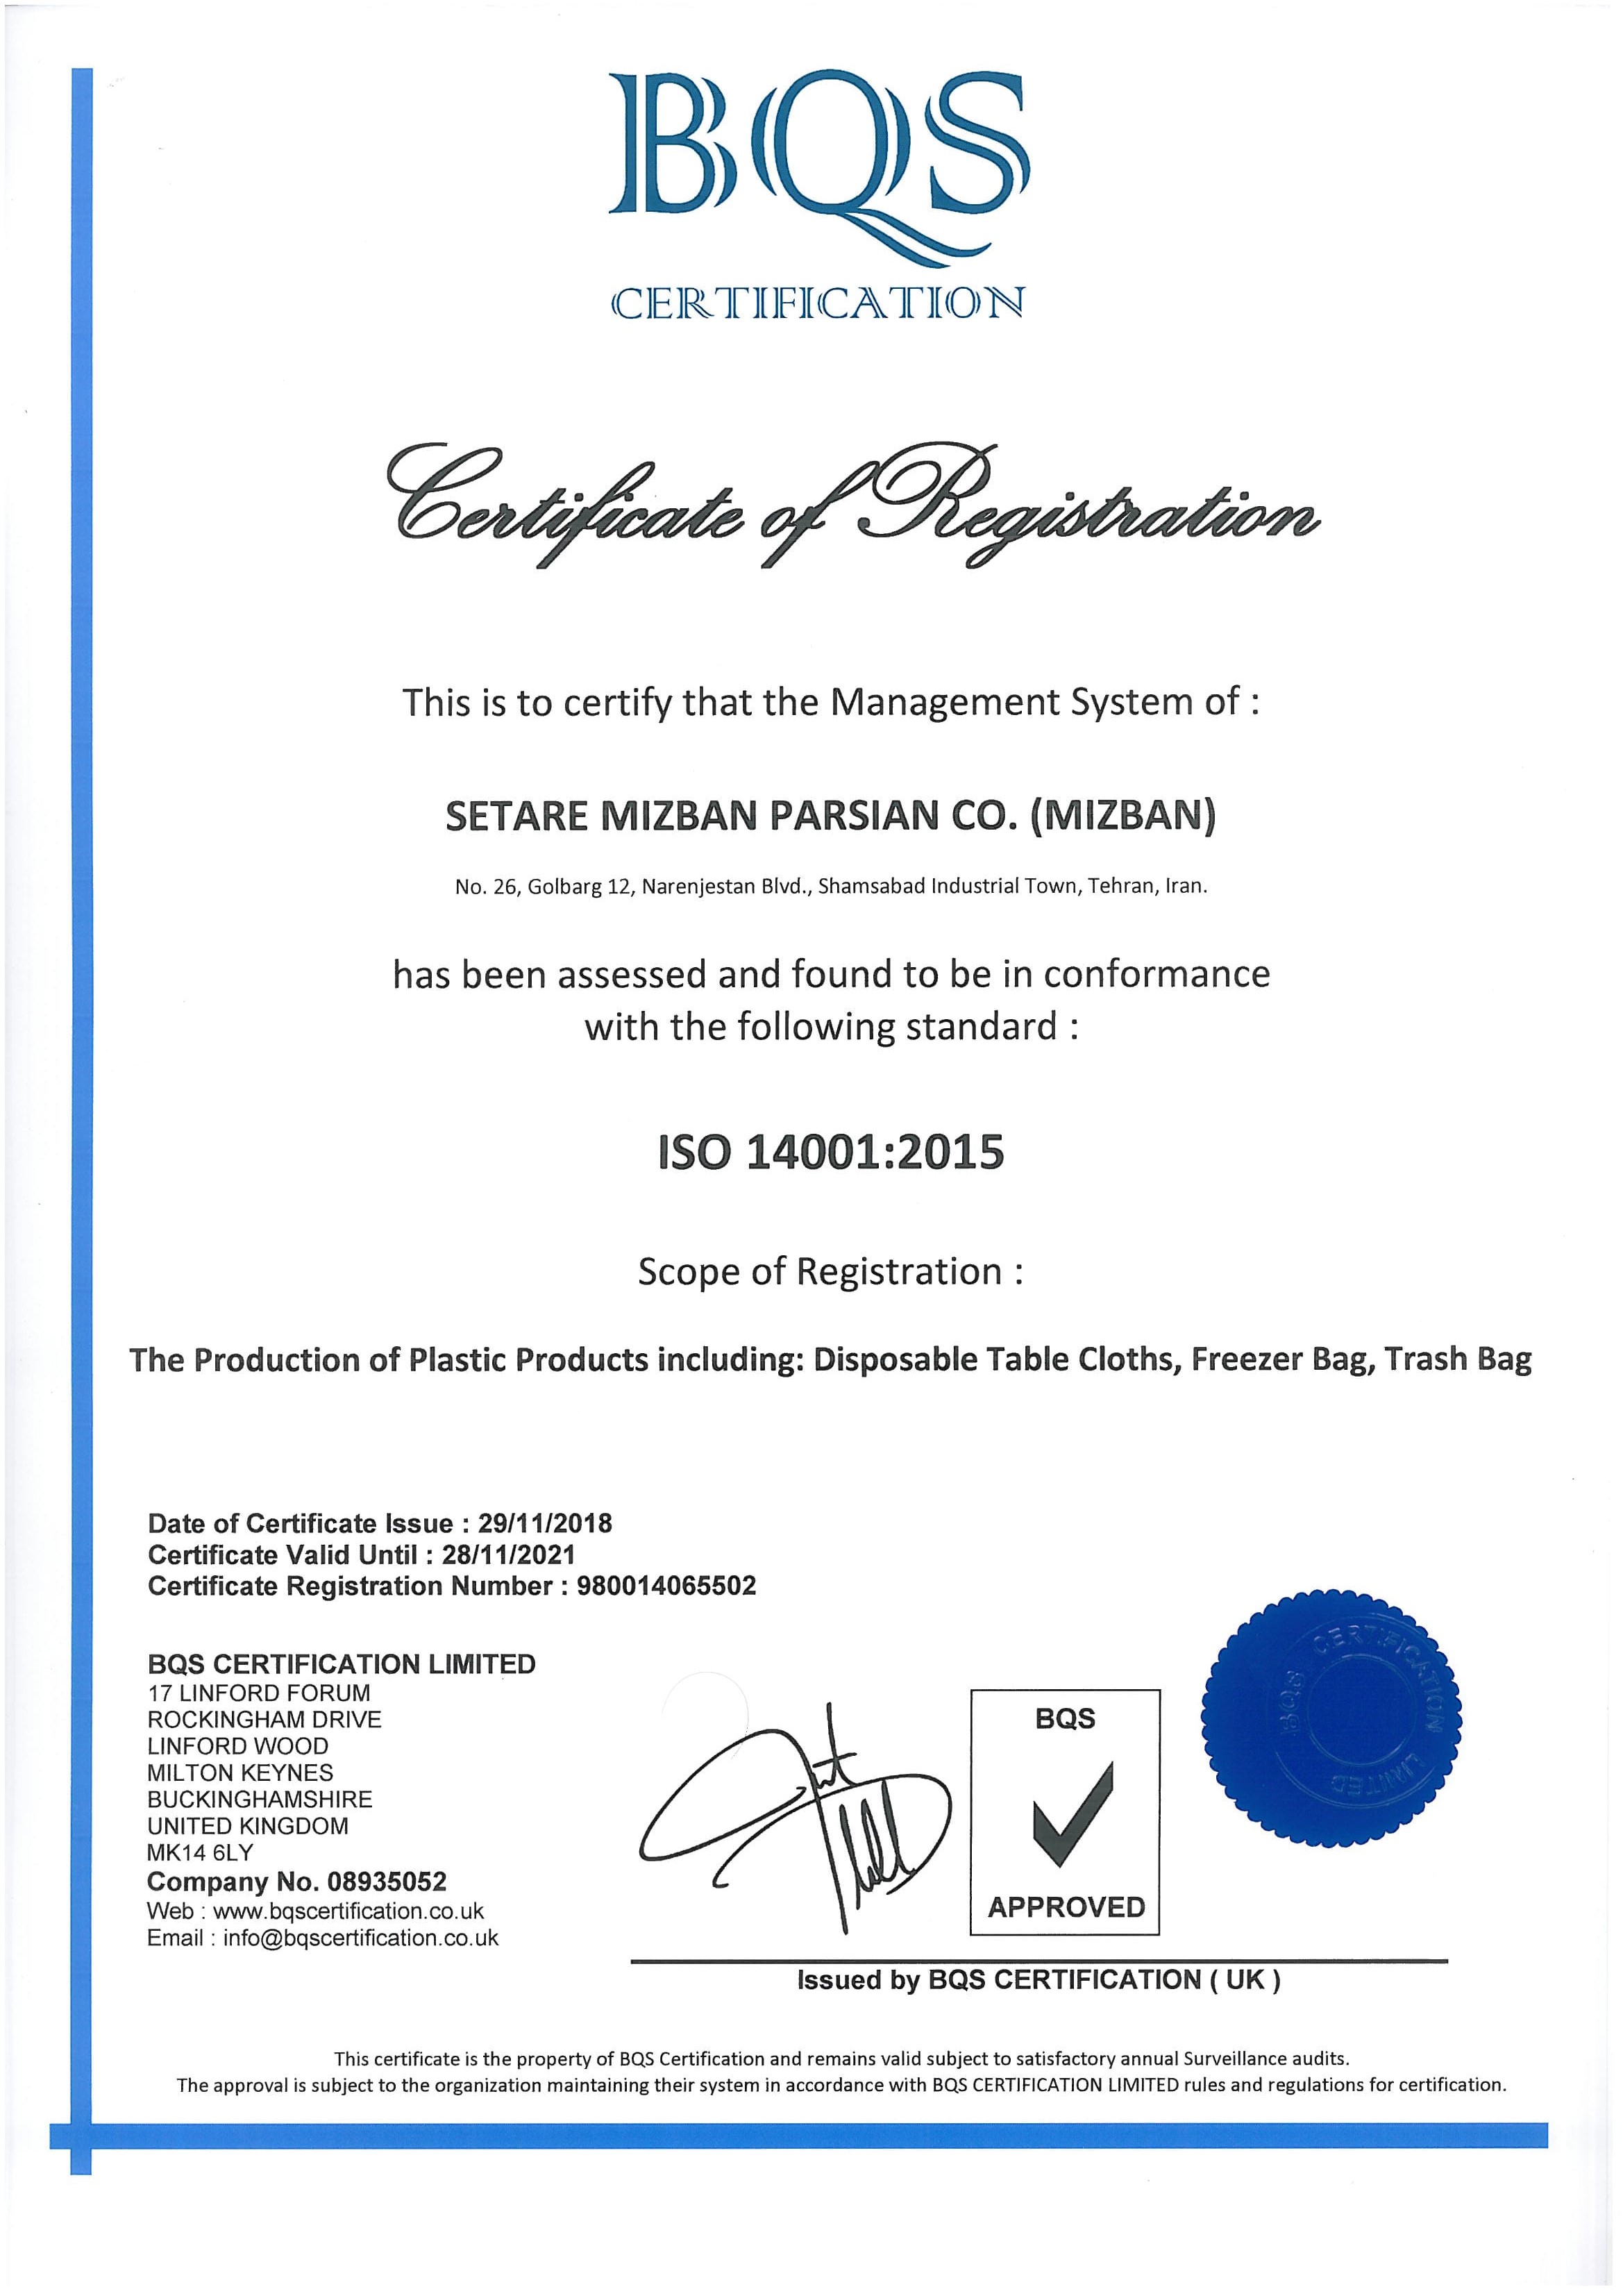 BQS
CERTIFICATION
Certificate of Registration
This is to certify that the Management System of :
SETARE MIZBAN PARSIAN CO. (MIZBAN)
No. 26, Golbarg 12, Narenjestan Blvd., Shamsabad Industrial Town, Tehran, Iran.
has been assessed and found to be in conformance
with the following standard :
ISO 14001:2015
Scope of Registration :
The Production of Plastic Products including: Disposable Table Cloths, Freezer Bag, Trash Bag
Date of Certificate Issue : 29/11/2018
Certificate Valid Until : 28/11/2021
Certificate Registration Number : 980014065502
BQS CERTIFICATION LIMITED
17 LINFORD FORUM
ROCKINGHAM DRIVE
LINFORD WOOD
MILTON KEYNES
BUCKINGHAMSHIRE
UNITED KINGDOM
MK14 6LY
Company No. 08935052
Web : www.bqscertification.co.uk
Email : info@bqscertification.co.uk
BQS
APPROVED
BQS CERTIFICATION LIMITED
Issued by BQS CERTIFICATION ( UK )
This certificate is the property of BQS Certification and remains valid subject to satisfactory annual Surveillance audits.
The approval is subject to the organization maintaining their system in accordance with BQS CERTIFICATION LIMITED rules and regulations for certification.